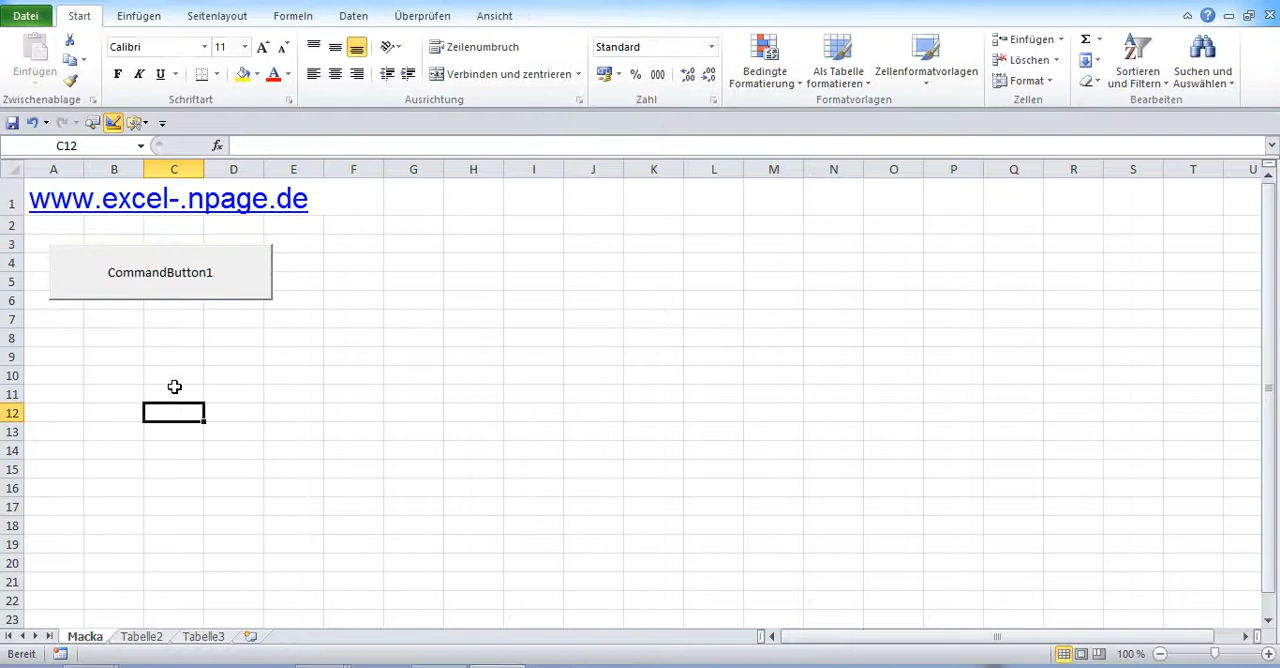 Datei Start Einfügen Seitenlayout Formeln Daten Überprüfen Ansicht
Calibri 11 Zeilenumbruch Standard Einfügen Σ
Einfügen F K U Verbinden und zentrieren % 000 Bedingte Formatierung Als Tabelle formatieren Zellenformatvorlagen Löschen Sortieren und Filtern Suchen und Auswählen
Format
Zwischenablage Schriftart Ausrichtung Zahl Formatvorlagen Zellen Bearbeiten
C12 fx
A B C D E F G H I J K L M N O P Q R S T U
1 www.excel-.npage.de
2
3
4 CommandButton1
5
6
7
8
9
10
11
12
13
14
15
16
17
18
19
20
21
22
23
Macka Tabelle2 Tabelle3
Bereit 100 %